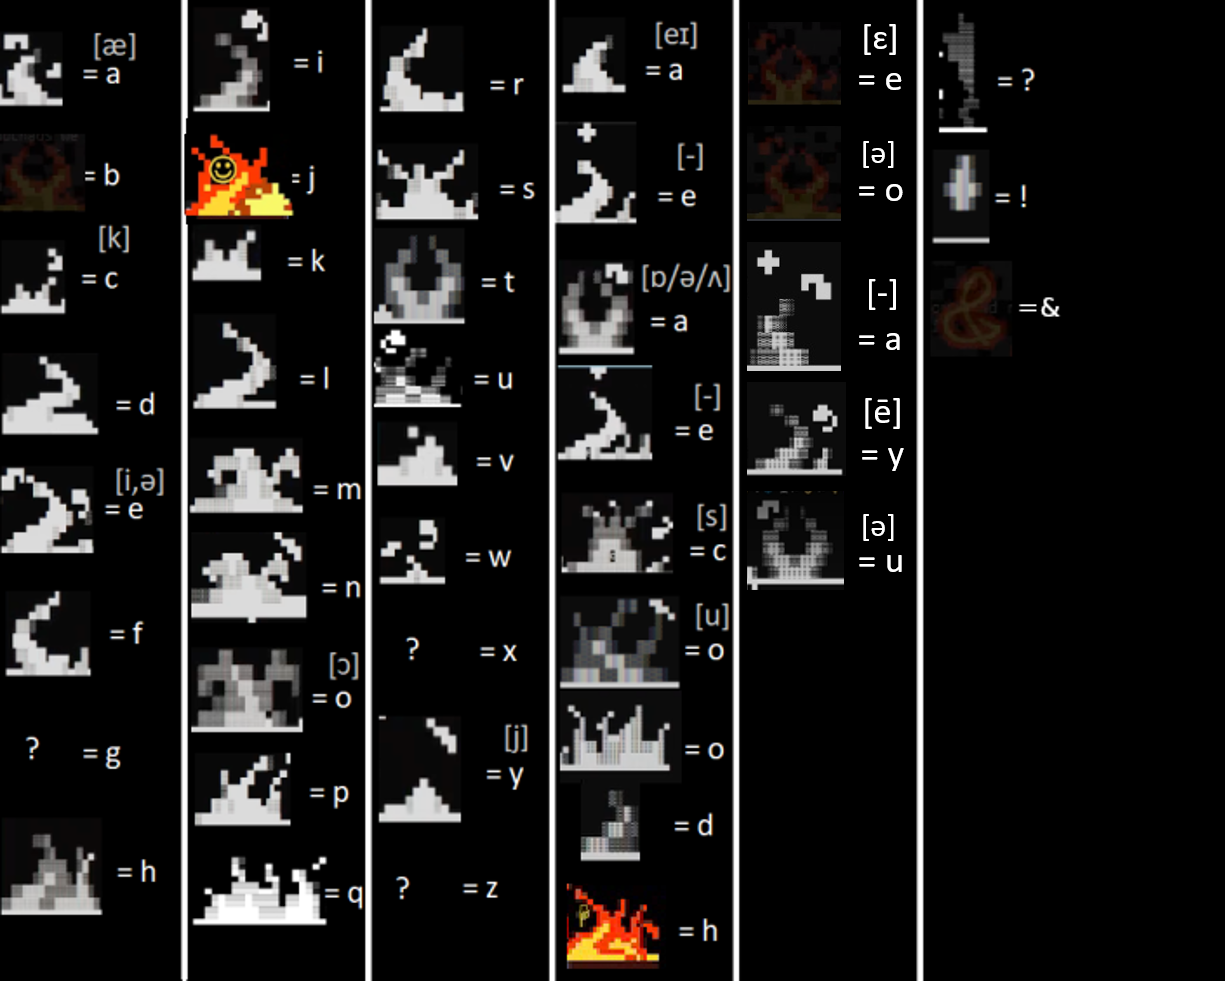 [æ]
= a
= b
[k]
= c
= d
[i,ə]
= e
= f
? = g
= h
= i
= j
= k
= l
= m
= n
[ɔ]
= o
= p
= q
= r
= s
= t
= u
= v
= w
? = x
[j]
= y
? = z
[eɪ]
= a
[-]
= e
[ɒ/ə/ʌ]
= a
[-]
= e
[s]
= c
[u]
= o
= o
= d
= h
[ɛ]
= e
[ə]
= o
[-]
= a
[ē]
= y
[ə]
= u
= ?
= !
=&